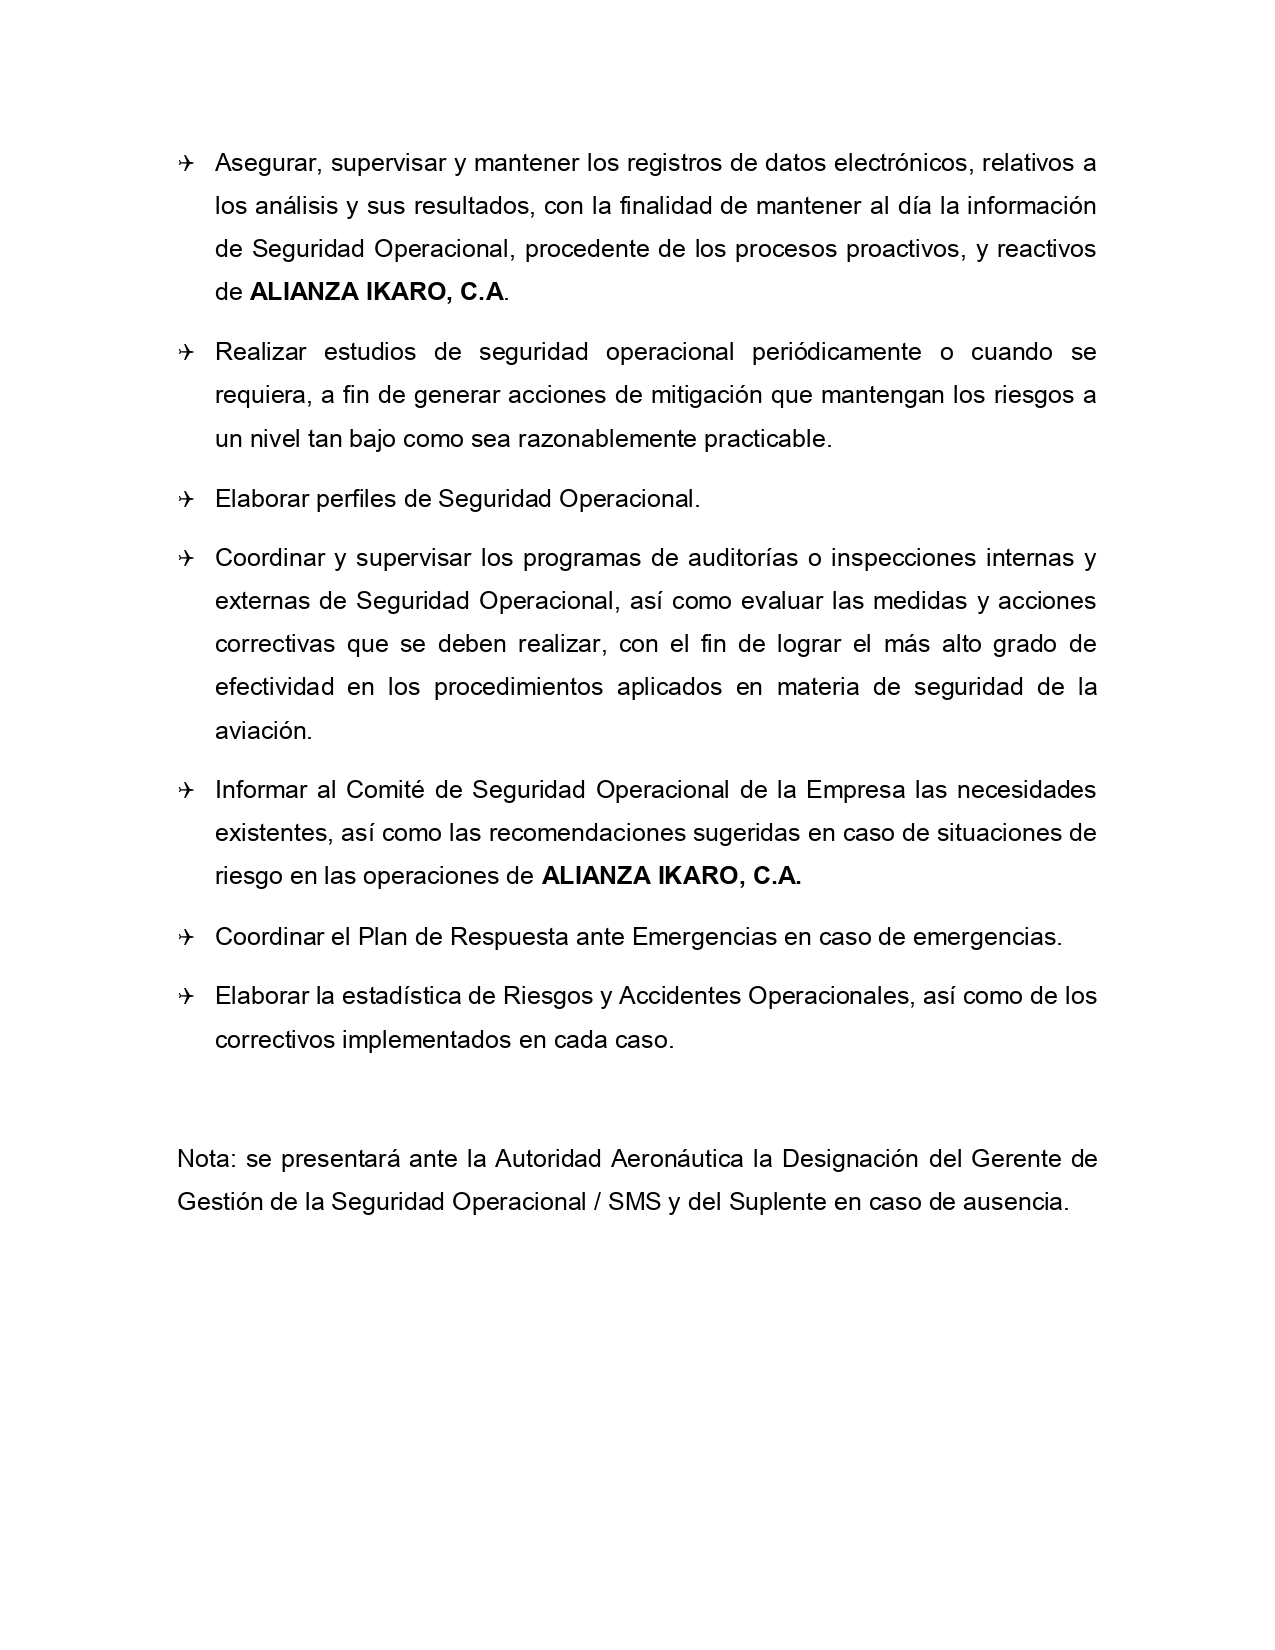 ✈ Asegurar, supervisar y mantener los registros de datos electrónicos, relativos a
los análisis y sus resultados, con la finalidad de mantener al día la información
de Seguridad Operacional, procedente de los procesos proactivos, y reactivos
de ALIANZA IKARO, C.A.
✈ Realizar estudios de seguridad operacional periódicamente o cuando se
requiera, a fin de generar acciones de mitigación que mantengan los riesgos a
un nivel tan bajo como sea razonablemente practicable.
✈ Elaborar perfiles de Seguridad Operacional.
✈ Coordinar y supervisar los programas de auditorías o inspecciones internas y
externas de Seguridad Operacional, así como evaluar las medidas y acciones
correctivas que se deben realizar, con el fin de lograr el más alto grado de
efectividad en los procedimientos aplicados en materia de seguridad de la
aviación.
✈ Informar al Comité de Seguridad Operacional de la Empresa las necesidades
existentes, así como las recomendaciones sugeridas en caso de situaciones de
riesgo en las operaciones de ALIANZA IKARO, C.A.
✈ Coordinar el Plan de Respuesta ante Emergencias en caso de emergencias.
✈ Elaborar la estadística de Riesgos y Accidentes Operacionales, así como de los
correctivos implementados en cada caso.
Nota: se presentará ante la Autoridad Aeronáutica la Designación del Gerente de
Gestión de la Seguridad Operacional / SMS y del Suplente en caso de ausencia.